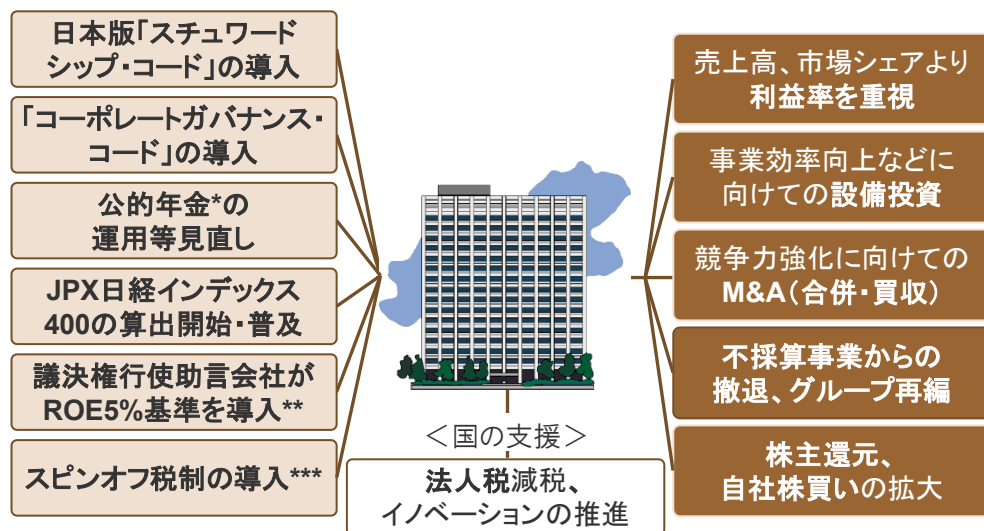 日本版「スチュワード
シップ・コード」の導入
「コーポレートガバナンス・
コード」の導入
公的年金*の
運用等見直し
JPX日経インデックス
400の算出開始・普及
議決権行使助言会社が
ROE5%基準を導入**
スピンオフ税制の導入***
＜国の支援＞
法人税減税、
イノベーションの推進
売上高、市場シェアより
利益率を重視
事業効率向上などに
向けての設備投資
競争力強化に向けての
M&A（合併・買収）
不採算事業からの
撤退、グループ再編
株主還元、
自社株買いの拡大